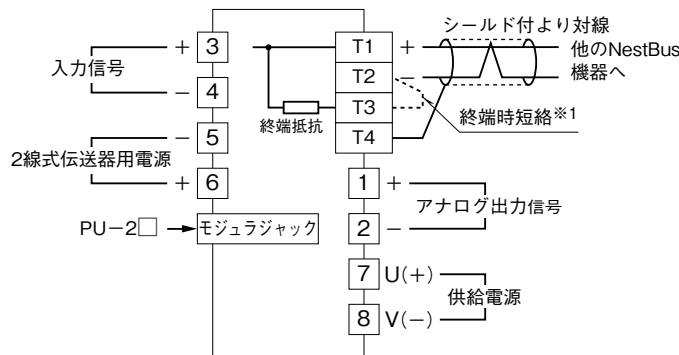 シールド付より対線
入力信号
+ 3
− 4
T1 +
T2 −
T3
T4
他のNestBus
機器へ
終端抵抗
終端時短絡※1
2線式伝送器用電源
− 5
+ 6
1 +
2 −
アナログ出力信号
PU−2□
モジュラジャック
7 U(+)
8 V(−)
供給電源